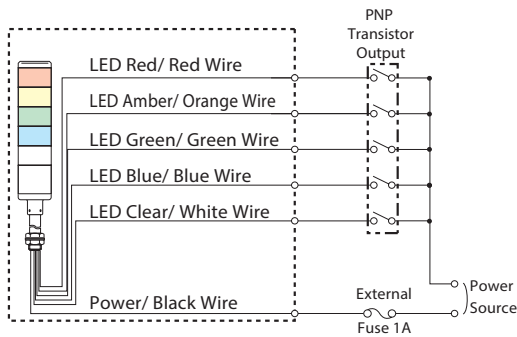 PNP
Transistor
Output
LED Red/ Red Wire
LED Amber/ Orange Wire
LED Green/ Green Wire
LED Blue/ Blue Wire
LED Clear/ White Wire
Power/ Black Wire
External
Fuse 1A
Power
Source